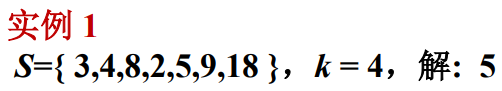 实例 1
S={ 3,4,8,2,5,9,18 }，k = 4，解: 5